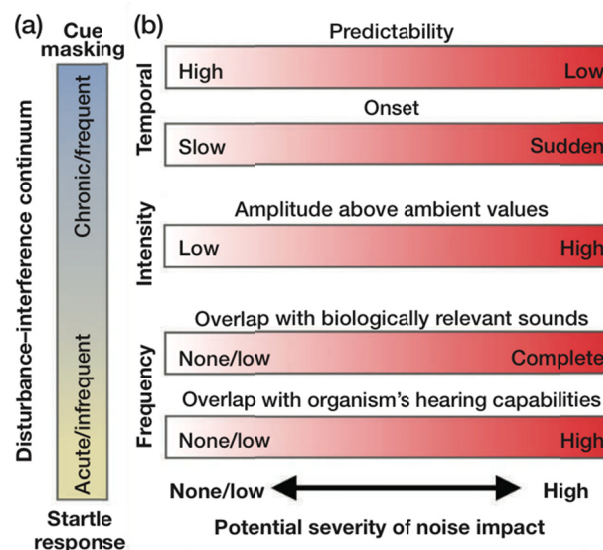 (a)
Cue
masking
Disturbance–interference continuum
Chronic/frequent
Acute/infrequent
Startle
response
(b)
Temporal
Predictability
High Low
Onset
Slow Sudden
Intensity
Amplitude above ambient values
Low High
Frequency
Overlap with biologically relevant sounds
None/low Complete
Overlap with organism's hearing capabilities
None/low High
None/low High
Potential severity of noise impact